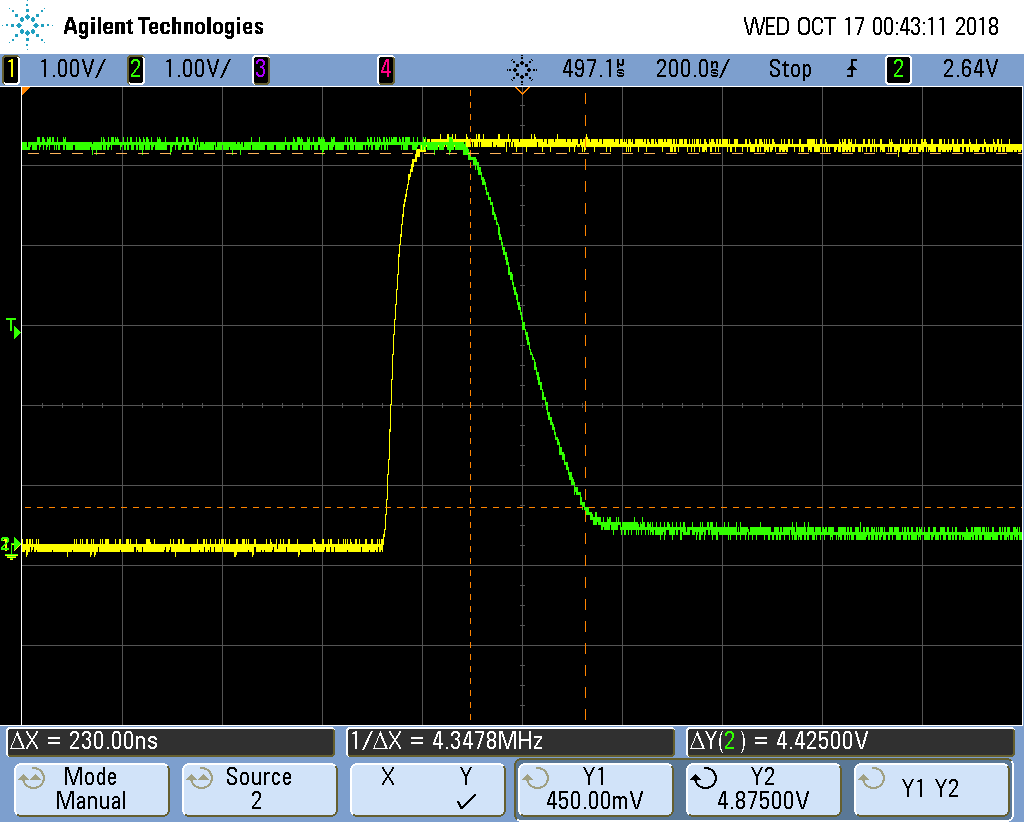 Agilent Technologies WED OCT 17 00:43:11 2018
1 1.00V/ 2 1.00V/ 3 4 497.1µs 200.0ns/ Stop 2 2.64V
T
2
ΔX = 230.00ns 1/ΔX = 4.3478MHz ΔY(2) = 4.42500V
Mode Source X Y Y1 Y2 Y1 Y2
Manual 2 ✓ 450.00mV 4.87500V